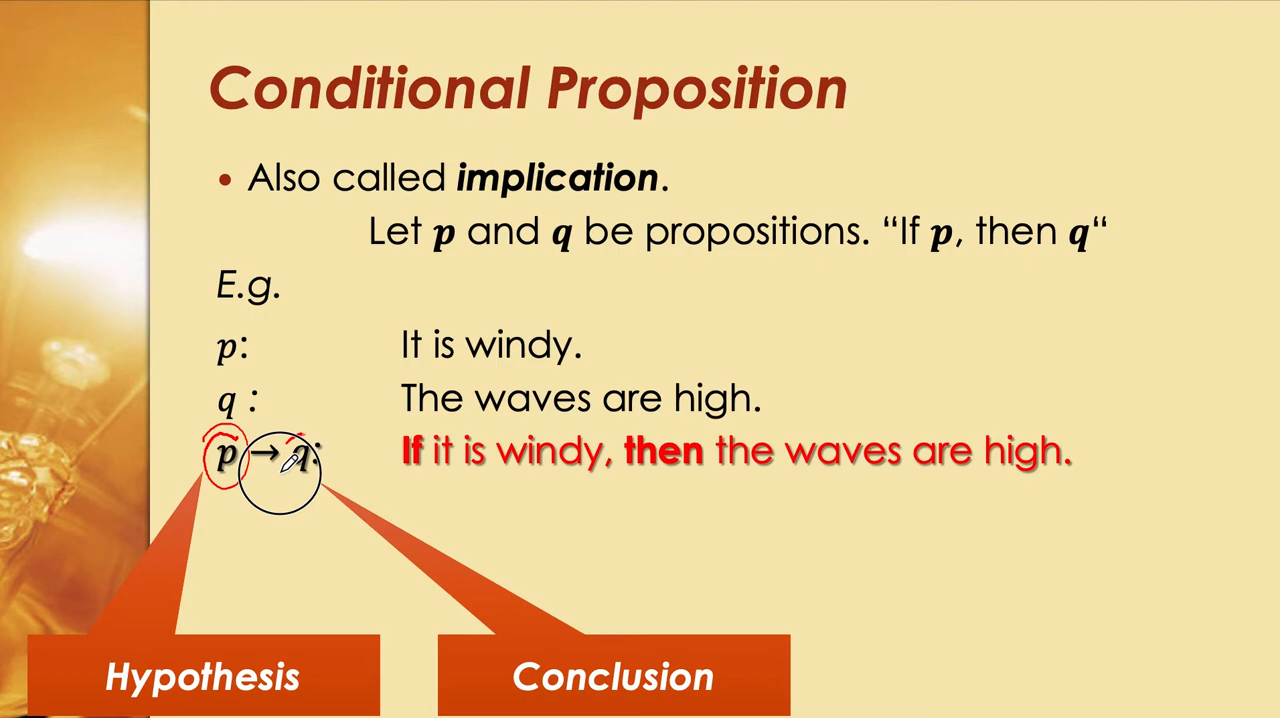 Conditional Proposition
• Also called implication.
Let p and q be propositions. “If p, then q“
E.g.
p: It is windy.
q : The waves are high.
p → q: If it is windy, then the waves are high.
Hypothesis Conclusion